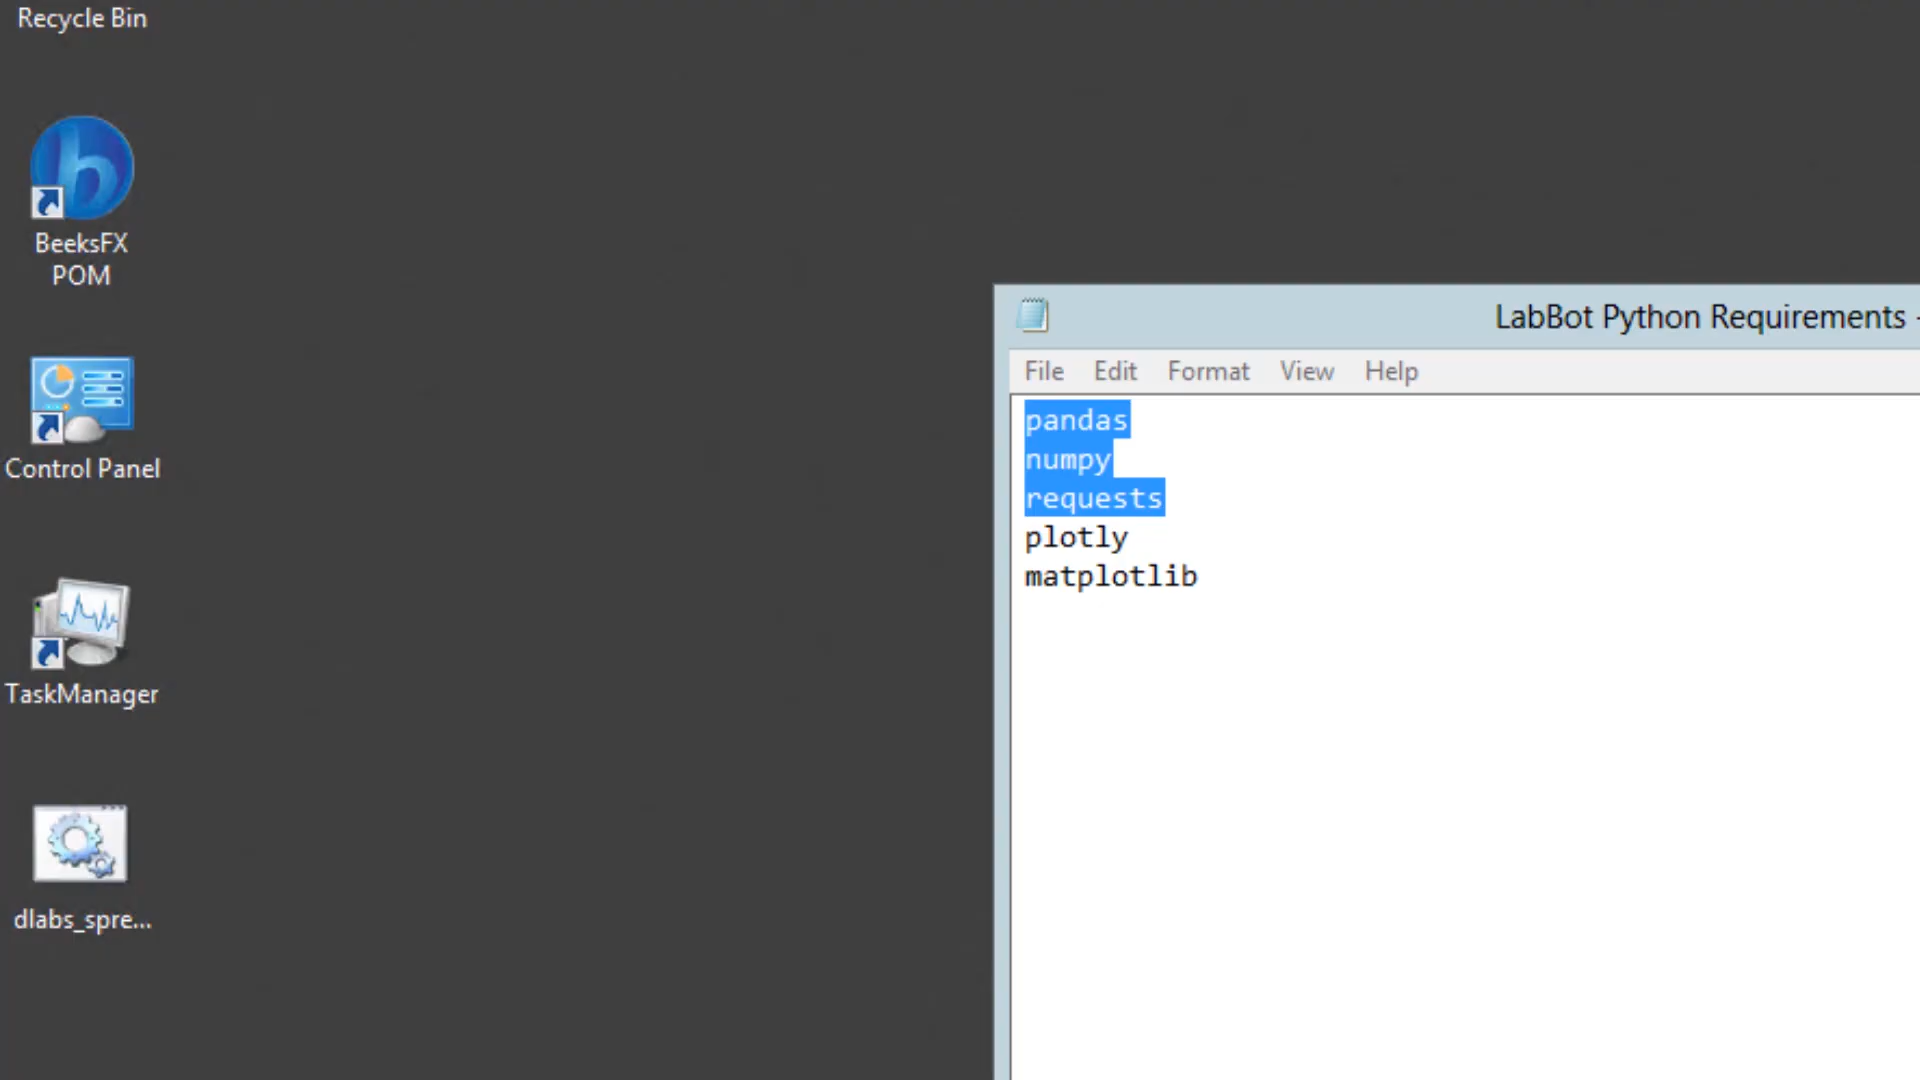 Recycle Bin
BeeksFX
POM
Control Panel
TaskManager
dlabs_spre...
LabBot Python Requirements -
File Edit Format View Help
pandas
numpy
requests
plotly
matplotlib